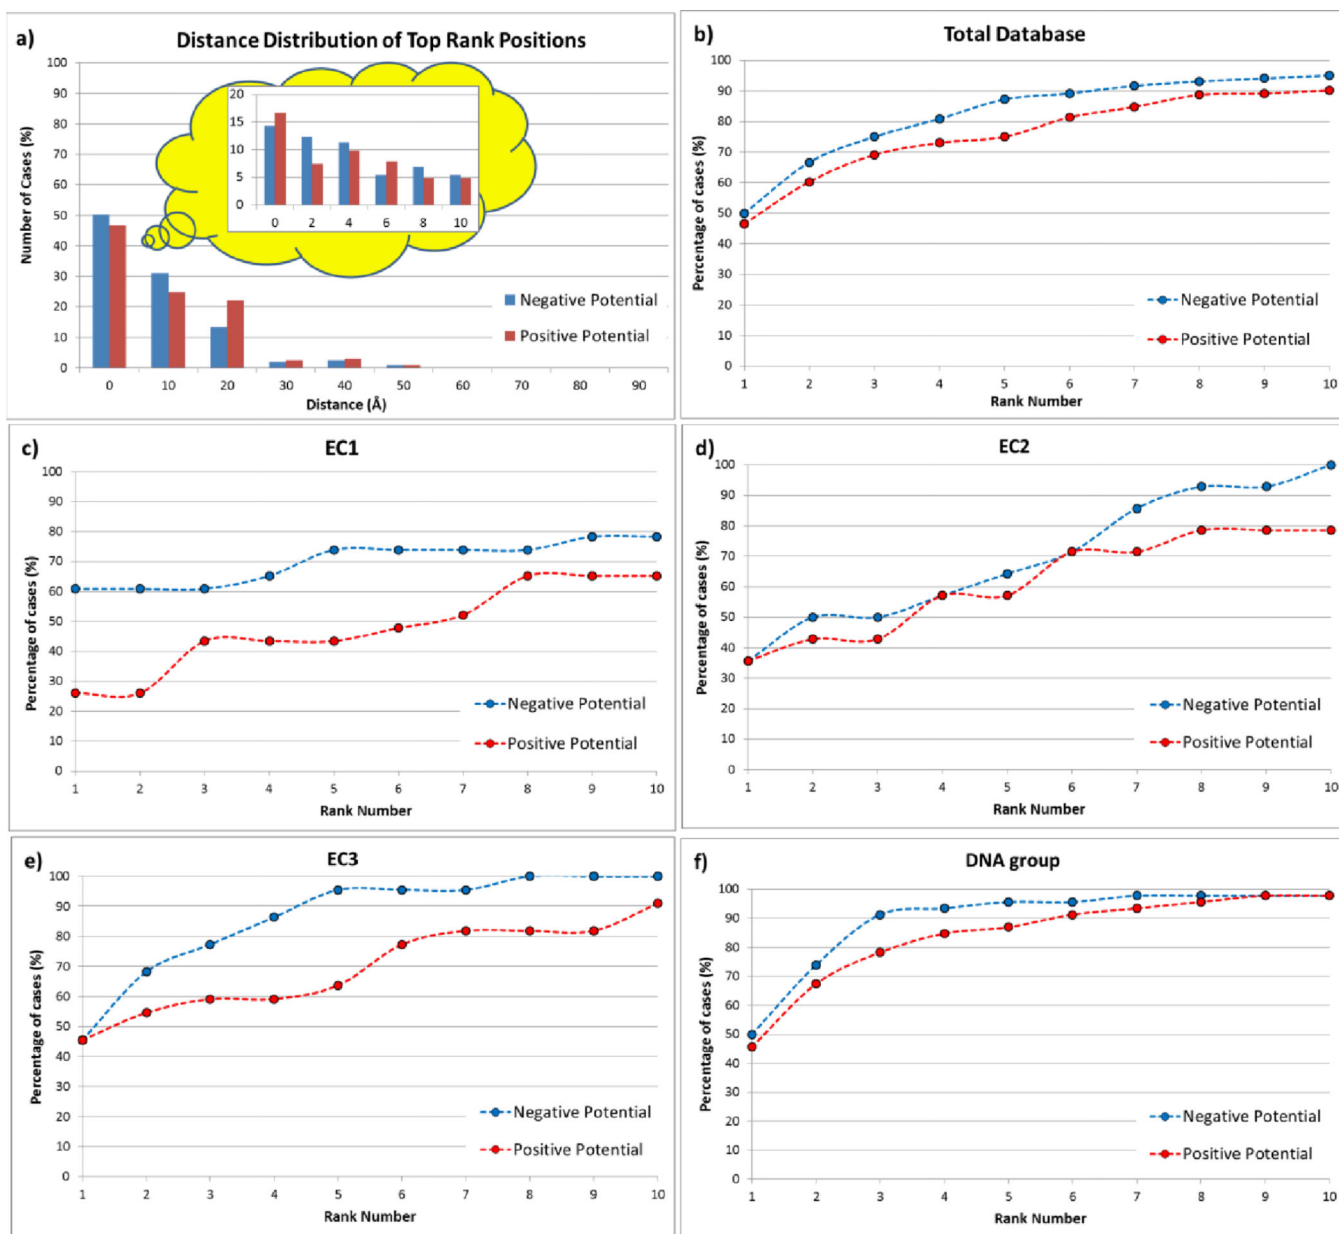 a)
Distance Distribution of Top Rank Positions
Number of Cases (%)
100
90
80
70
60
50
40
30
20
10
0
20
15
10
5
0
0 2 4 6 8 10
Negative Potential
Positive Potential
0 10 20 30 40 50 60 70 80 90
Distance (Å)
b)
Total Database
Percentage of cases (%)
100
90
80
70
60
50
40
30
20
10
0
Negative Potential
Positive Potential
1 2 3 4 5 6 7 8 9 10
Rank Number
c)
EC1
Percentage of cases (%)
100
90
80
70
60
50
40
30
20
10
0
Negative Potential
Positive Potential
1 2 3 4 5 6 7 8 9 10
Rank Number
d)
EC2
Percentage of cases (%)
100
90
80
70
60
50
40
30
20
10
0
Negative Potential
Positive Potential
1 2 3 4 5 6 7 8 9 10
Rank Number
e)
EC3
Percentage of cases (%)
100
90
80
70
60
50
40
30
20
10
0
Negative Potential
Positive Potential
1 2 3 4 5 6 7 8 9 10
Rank Number
f)
DNA group
Percentage of cases (%)
100
90
80
70
60
50
40
30
20
10
0
Negative Potential
Positive Potential
1 2 3 4 5 6 7 8 9 10
Rank Number